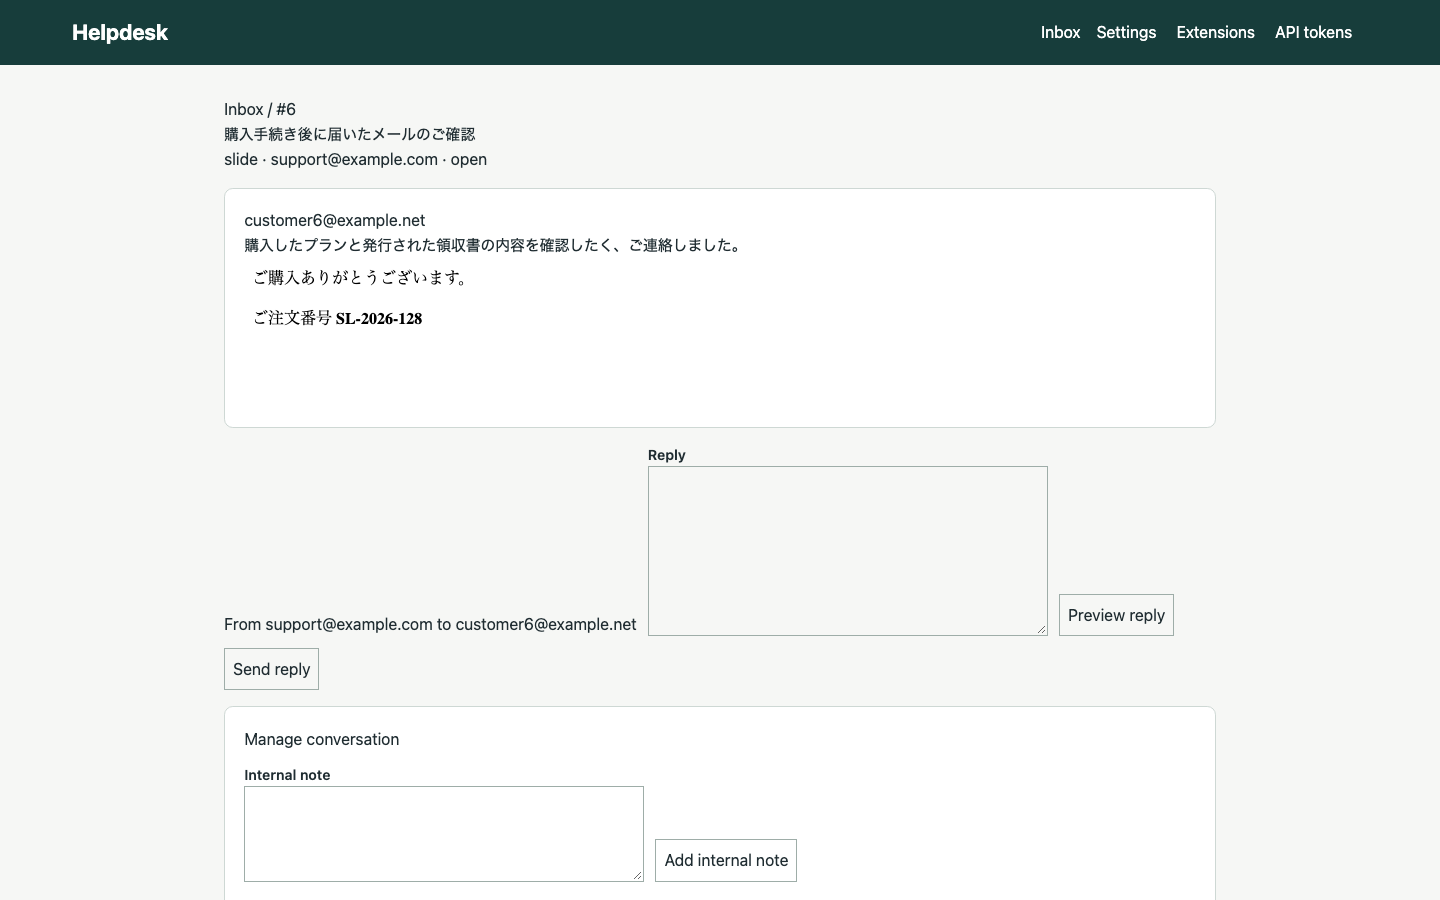 Helpdesk
Inbox Settings Extensions API tokens
Inbox / #6
購入手続き後に届いたメールのご確認
slide · support@example.com · open
customer6@example.net
購入したプランと発行された領収書の内容を確認したく、ご連絡しました。
ご購入ありがとうございます。
ご注文番号 SL-2026-128
Reply
From support@example.com to customer6@example.net
Preview reply
Send reply
Manage conversation
Internal note
Add internal note